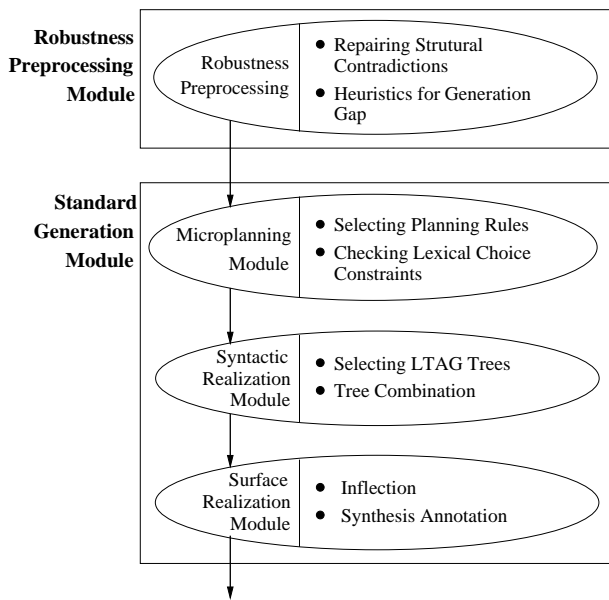 Robustness
Preprocessing
Module
Robustness
Preprocessing
Repairing Strutural
Contradictions
Heuristics for Generation
Gap
Standard
Generation
Module
Microplanning
Module
Selecting Planning Rules
Checking Lexical Choice
Constraints
Syntactic
Realization
Module
Selecting LTAG Trees
Tree Combination
Surface
Realization
Module
Inflection
Synthesis Annotation